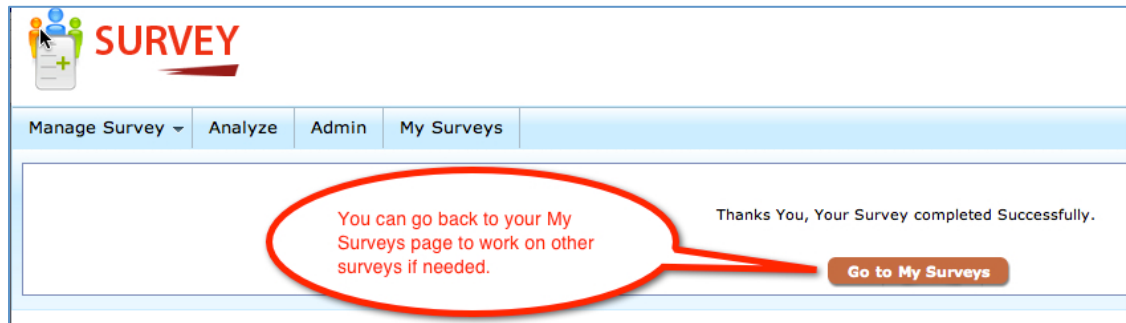 SURVEY
Manage Survey Analyze Admin My Surveys
You can go back to your My
Surveys page to work on other
surveys if needed.
Thanks You, Your Survey completed Successfully.
Go to My Surveys